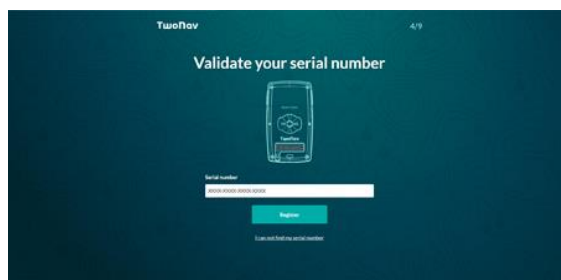 TwoNav
4/9
Validate your serial number
TwoNav
Serial number
XXXX-XXXX-XXXX-XXXX
Register
I can not find my serial number